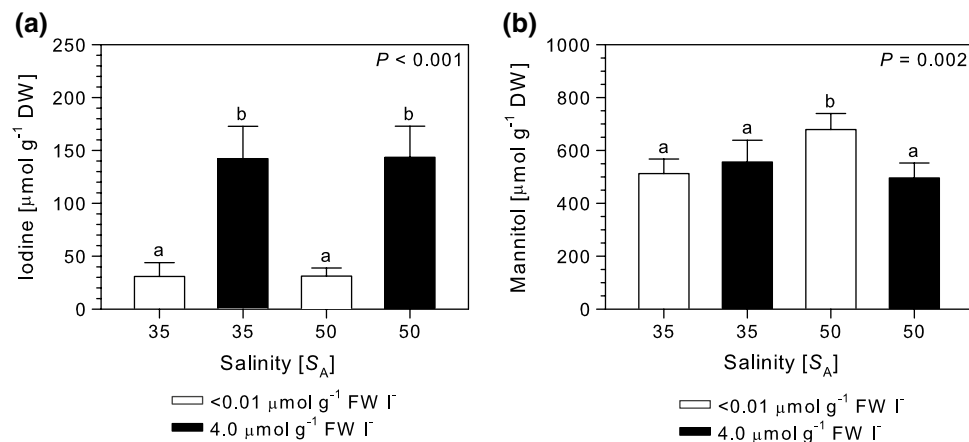 (a)
250
200
150
100
50
0
Iodine [μmol g⁻¹ DW]
P < 0.001
a
b
a
b
35
35
50
50
Salinity [S_A]
<0.01 μmol g⁻¹ FW I⁻
4.0 μmol g⁻¹ FW I⁻
(b)
1000
800
600
400
200
0
Mannitol [μmol g⁻¹ DW]
P = 0.002
a
a
b
a
35
35
50
50
Salinity [S_A]
<0.01 μmol g⁻¹ FW I⁻
4.0 μmol g⁻¹ FW I⁻